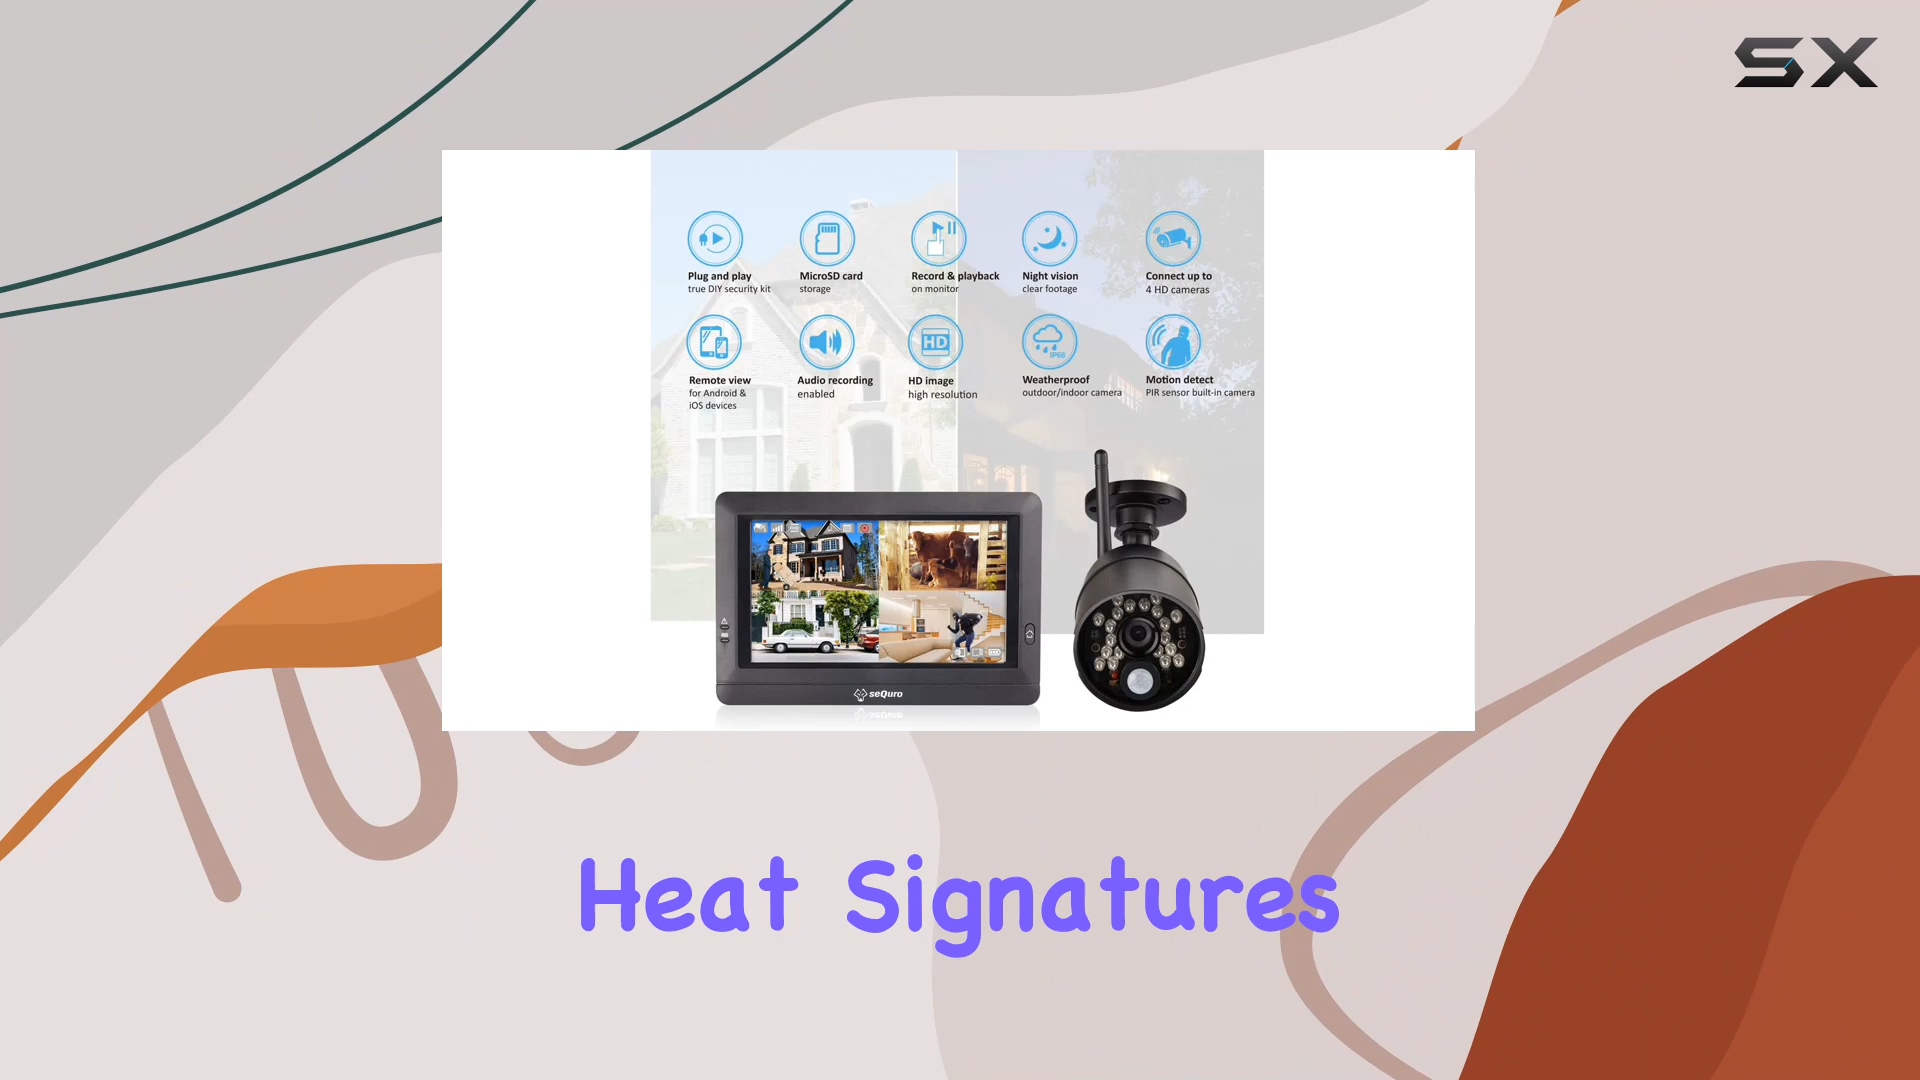 SX
Plug and play
true DIY security kit
MicroSD card
storage
Record & playback
on monitor
Night vision
clear footage
Connect up to
4 HD cameras
HD
IP66
Remote view
for Android &
iOS devices
Audio recording
enabled
HD image
high resolution
Weatherproof
outdoor/indoor camera
Motion detect
PIR sensor built-in camera
seQuro
Heat Signatures